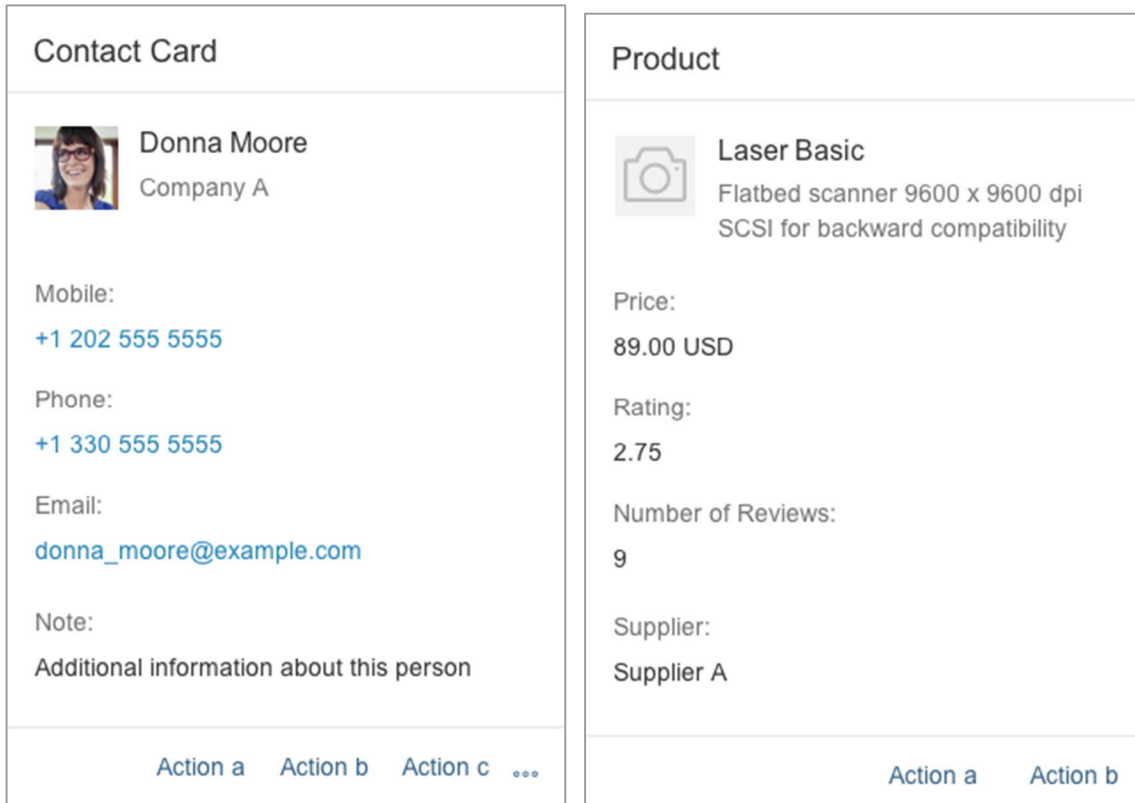 Contact Card
Donna Moore
Company A
Mobile:
+1 202 555 5555
Phone:
+1 330 555 5555
Email:
donna_moore@example.com
Note:
Additional information about this person
Action a Action b Action c ...
Product
Laser Basic
Flatbed scanner 9600 x 9600 dpi
SCSI for backward compatibility
Price:
89.00 USD
Rating:
2.75
Number of Reviews:
9
Supplier:
Supplier A
Action a Action b